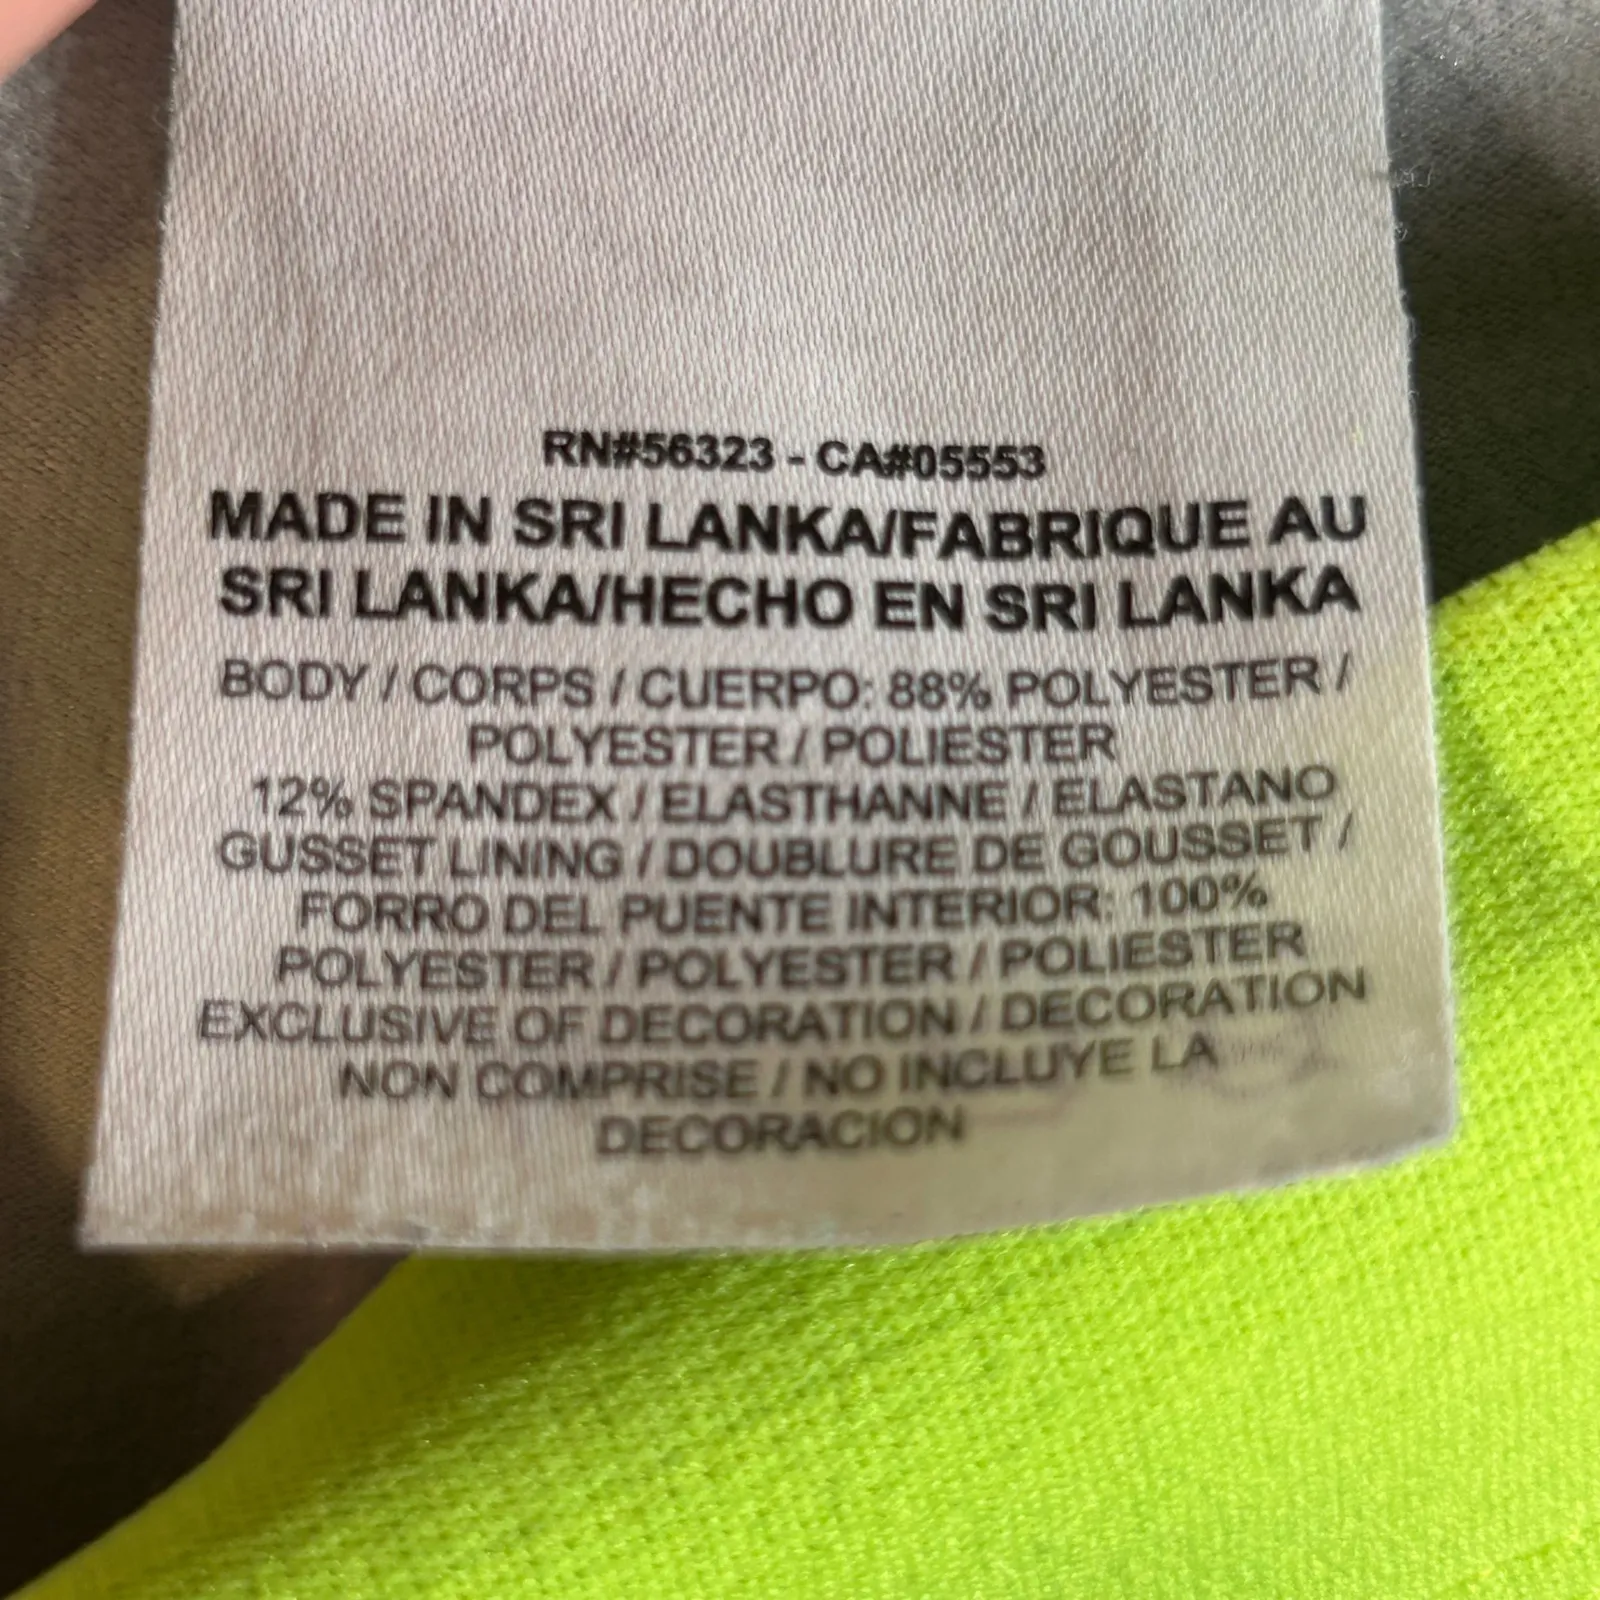 RN#56323 - CA#05553
MADE IN SRI LANKA/FABRIQUE AU
SRI LANKA/HECHO EN SRI LANKA
BODY / CORPS / CUERPO: 88% POLYESTER /
POLYESTER / POLIESTER
12% SPANDEX / ELASTHANNE / ELASTANO
GUSSET LINING / DOUBLURE DE GOUSSET /
FORRO DEL PUENTE INTERIOR: 100%
POLYESTER / POLYESTER / POLIESTER
EXCLUSIVE OF DECORATION / DECORATION
NON COMPRISE / NO INCLUYE LA
DECORACION